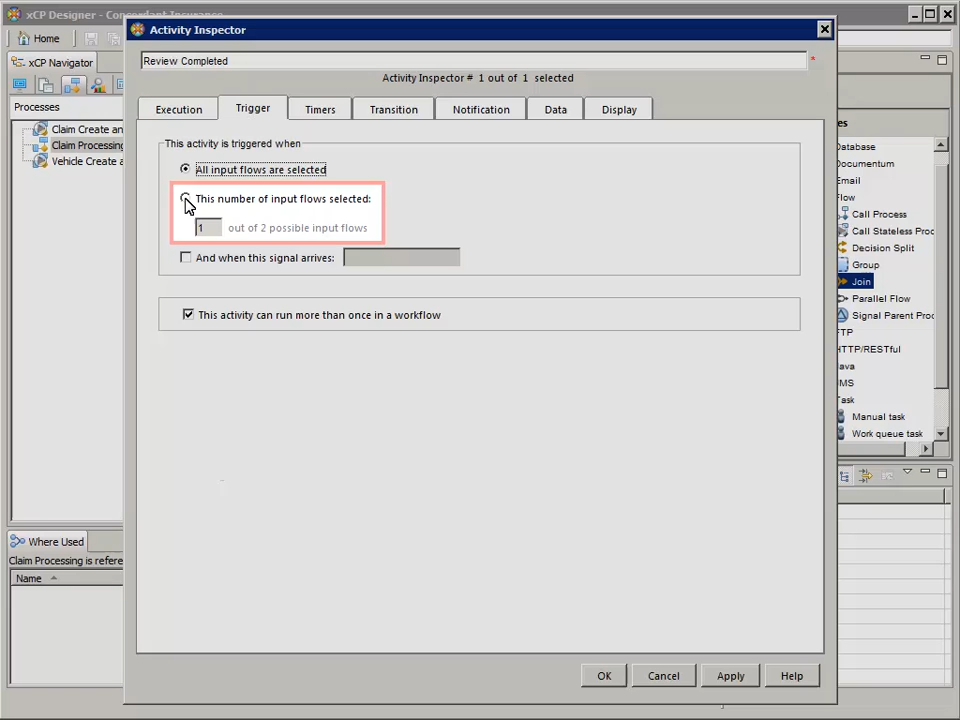 xCP Designer - Concordant Insurance
Home
Activity Inspector
xCP Navigator
Review Completed
*
Activity Inspector # 1 out of 1 selected
Execution
Trigger
Timers
Transition
Notification
Data
Display
Processes
Claim Create an
Claim Processing
Vehicle Create a
This activity is triggered when
All input flows are selected
This number of input flows selected:
1 out of 2 possible input flows
And when this signal arrives:
This activity can run more than once in a workflow
es
Database
Documentum
Email
Flow
Call Process
Call Stateless Proc
Decision Split
Group
Join
Parallel Flow
Signal Parent Proc
FTP
HTTP/RESTful
Java
JMS
Task
Manual task
Work queue task
Where Used
Claim Processing is refere
Name
OK
Cancel
Apply
Help